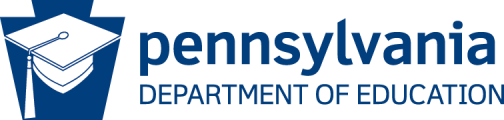 pennsylvania
DEPARTMENT OF EDUCATION